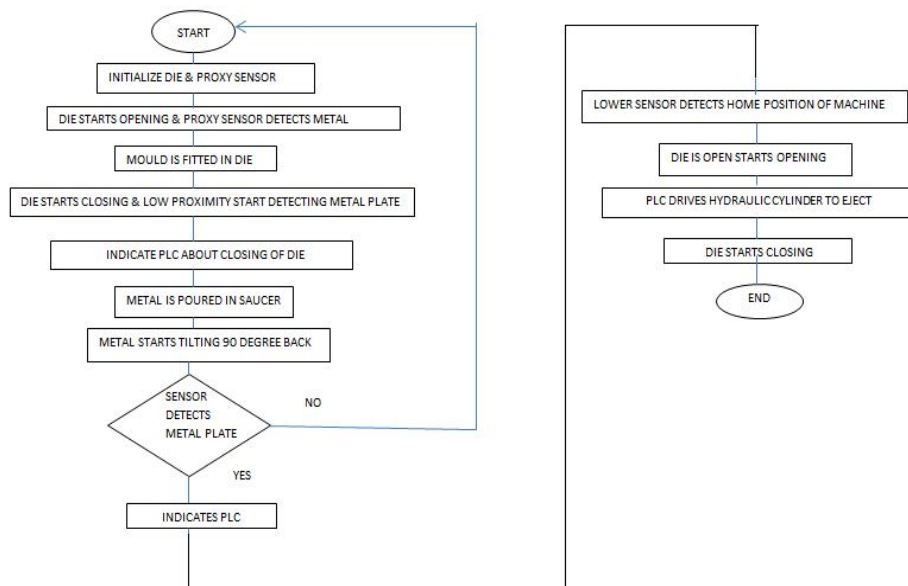 START
INITIALIZE DIE & PROXY SENSOR
DIE STARTS OPENING & PROXY SENSOR DETECTS METAL
MOULD IS FITTED IN DIE
DIE STARTS CLOSING & LOW PROXIMITY START DETECTING METAL PLATE
INDICATE PLC ABOUT CLOSING OF DIE
METAL IS POURED IN SAUCER
METAL STARTS TILTING 90 DEGREE BACK
SENSOR
DETECTS
METAL PLATE
NO
YES
INDICATES PLC
LOWER SENSOR DETECTS HOME POSITION OF MACHINE
DIE IS OPEN STARTS OPENING
PLC DRIVES HYDRAULIC CYLINDER TO EJECT
DIE STARTS CLOSING
END